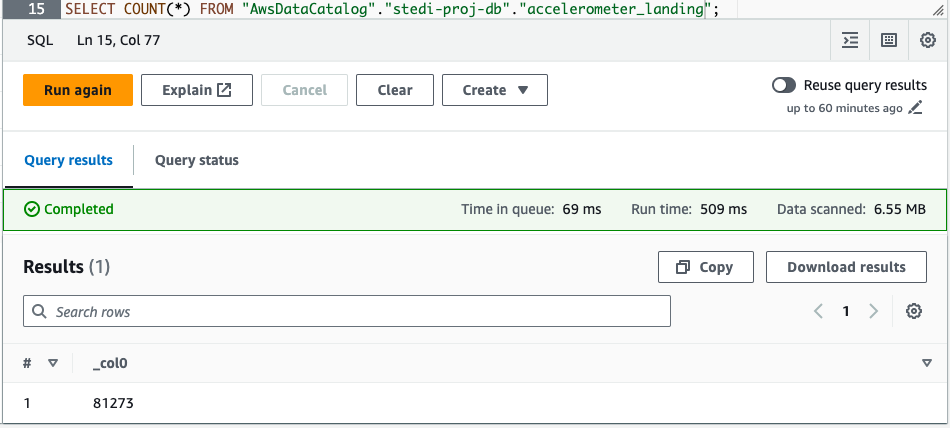 15 SELECT COUNT(*) FROM "AwsDataCatalog"."stedi-proj-db"."accelerometer_landing";
SQL Ln 15, Col 77
Run again Explain Cancel Clear Create Reuse query results
up to 60 minutes ago
Query results Query status
Completed Time in queue: 69 ms Run time: 509 ms Data scanned: 6.55 MB
Results (1) Copy Download results
Search rows 1
# _col0
1 81273